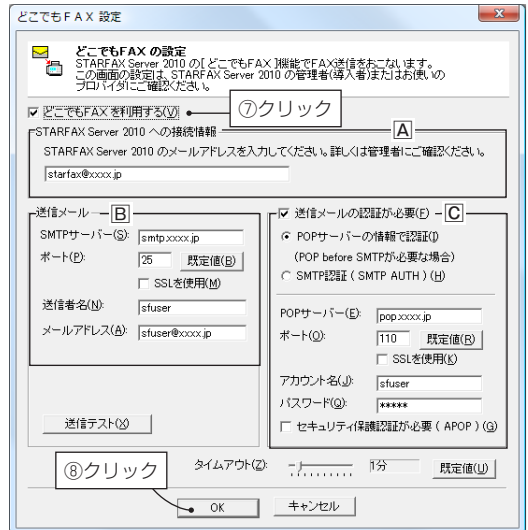 どこでもFAX 設定
どこでもFAX の設定
STARFAX Server 2010 の[ どこでもFAX ]機能でFAX送信をおこないます。
この画面の設定は、STARFAX Server 2010 の管理者(導入者)またはお使いの
プロバイダにご確認ください。
どこでもFAX を利用する(V)
⑦クリック
STARFAX Server 2010 への接続情報
A
STARFAX Server 2010 のメールアドレスを入力してください。詳しくは管理者にご確認ください。
starfax@xxxx.jp
送信メール
B
SMTPサーバー(S):
smtp.xxxx.jp
ポート(P):
25
既定値(B)
SSLを使用(M)
送信者名(N):
sfuser
メールアドレス(A):
sfuser@xxxx.jp
送信テスト(X)
送信メールの認証が必要(F)
C
POPサーバーの情報で認証(I)
(POP before SMTPが必要な場合)
SMTP認証 ( SMTP AUTH ) (H)
POPサーバー(E):
pop.xxxx.jp
ポート(O):
110
既定値(R)
SSLを使用(K)
アカウント名(J):
sfuser
パスワード(Q):
*****
セキュリティ保護認証が必要 ( APOP ) (G)
⑧クリック
タイムアウト(Z):
1分
既定値(U)
OK
キャンセル